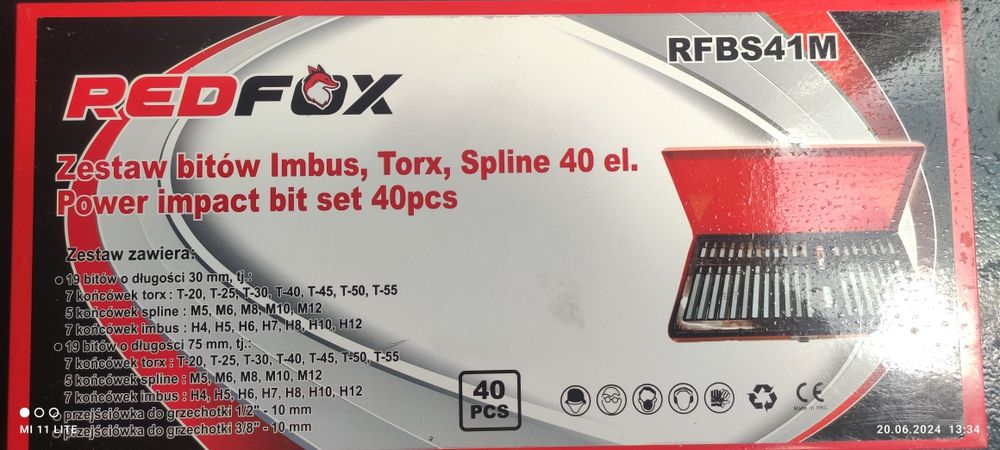 RFBS41M
REDFOX
Zestaw bitów Imbus, Torx, Spline 40 el.
Power impact bit set 40pcs
Zestaw zawiera:
19 bitów o długości 30 mm, tj.:
7 końcówek torx : T-20, T-25, T-30, T-40, T-45, T-50, T-55
5 końcówek spline : M5, M6, M8, M10, M12
7 końcówek imbus : H4, H5, H6, H7, H8, H10, H12
19 bitów o długości 75 mm, tj.:
7 końcówek torx : T-20, T-25, T-30, T-40, T-45, T-50, T-55
5 końcówek spline : M5, M6, M8, M10, M12
7 końcówek imbus : H4, H5, H6, H7, H8, H10, H12
przejściówka do grzechotki 1/2" - 10 mm
przejściówka do grzechotki 3/8" - 10 mm
40
PCS
CE
Made in PRC
MI 11 LITE
20.06.2024 13:34